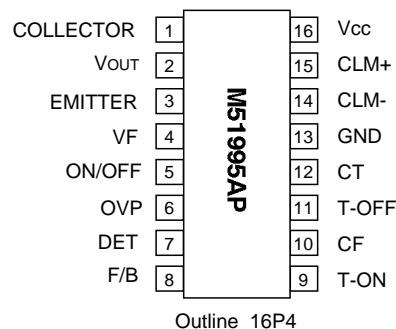 COLLECTOR 1 16 Vcc
VOUT 2 15 CLM+
EMITTER 3 14 CLM-
VF 4 13 GND
ON/OFF 5 12 CT
OVP 6 11 T-OFF
DET 7 10 CF
F/B 8 9 T-ON
M51995AP
Outline 16P4